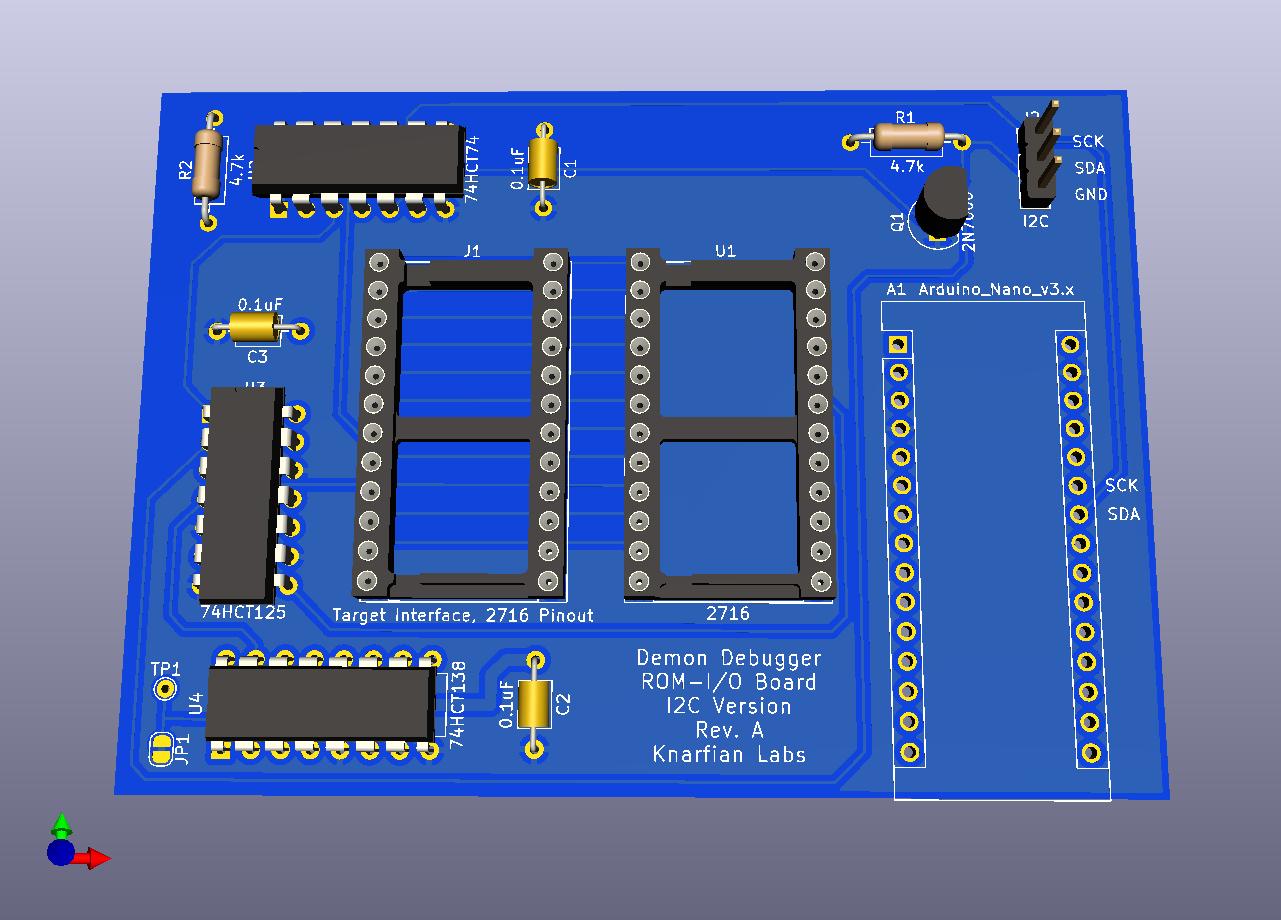 R2
4.7k
74HCT74
0.1uF
C1
R1
4.7k
SCK
SDA
GND
I2C
Q1
J1
U1
A1 Arduino_Nano_v3.x
0.1uF
C3
U3
SCK
SDA
74HCT125
Target Interface, 2716 Pinout
2716
TP1
U4
74HCT138
JP1
0.1uF
C2
Demon Debugger
ROM-I/O Board
I2C Version
Rev. A
Knarfian Labs